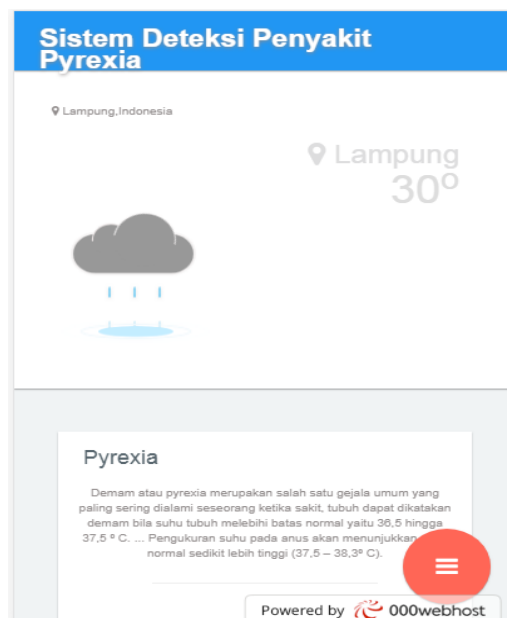 Sistem Deteksi Penyakit
Pyrexia
Lampung,Indonesia
Lampung
30°
Pyrexia
Demam atau pyrexia merupakan salah satu gejala umum yang
paling sering dialami seseorang ketika sakit, tubuh dapat dikatakan
demam bila suhu tubuh melebihi batas normal yaitu 36,5 hingga
37,5 º C. ... Pengukuran suhu pada anus akan menunjukkan
normal sedikit lebih tinggi (37,5 – 38,3º C).
Powered by 000webhost